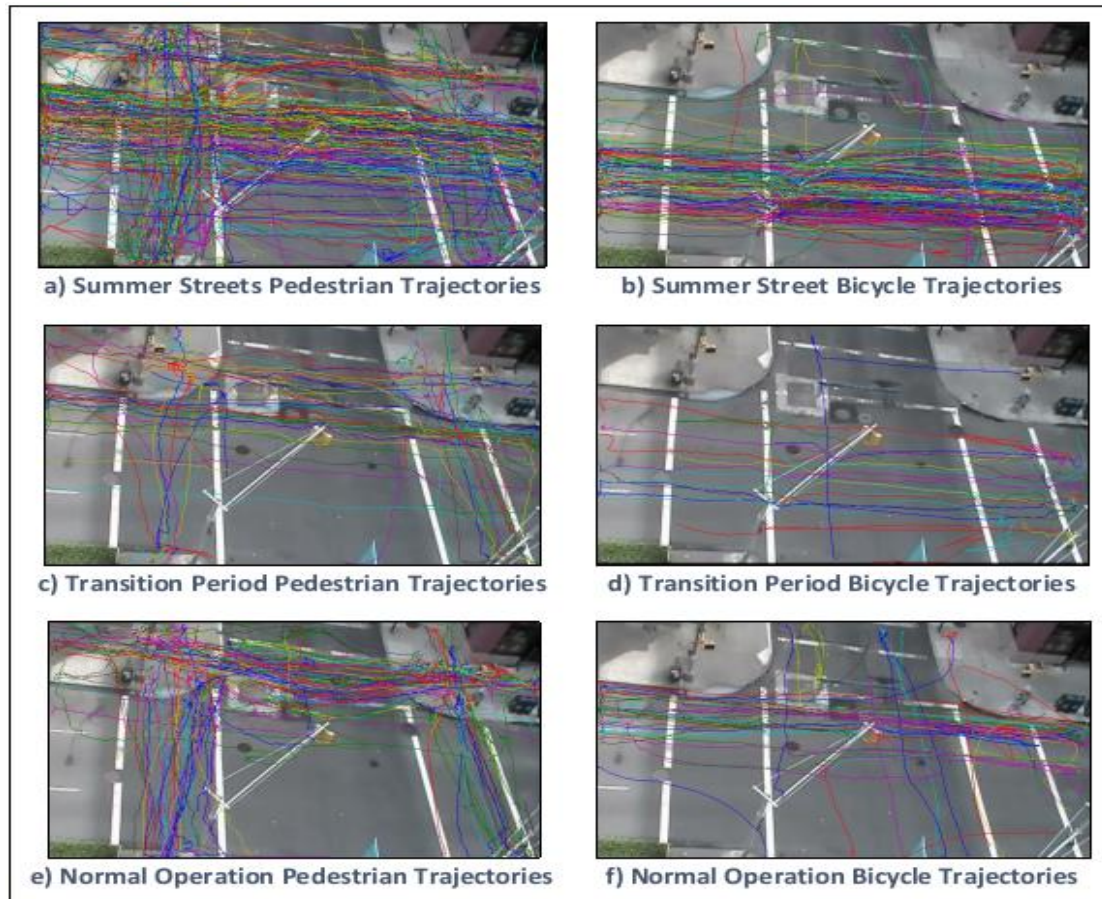 a) Summer Streets Pedestrian Trajectories
b) Summer Street Bicycle Trajectories
c) Transition Period Pedestrian Trajectories
d) Transition Period Bicycle Trajectories
e) Normal Operation Pedestrian Trajectories
f) Normal Operation Bicycle Trajectories